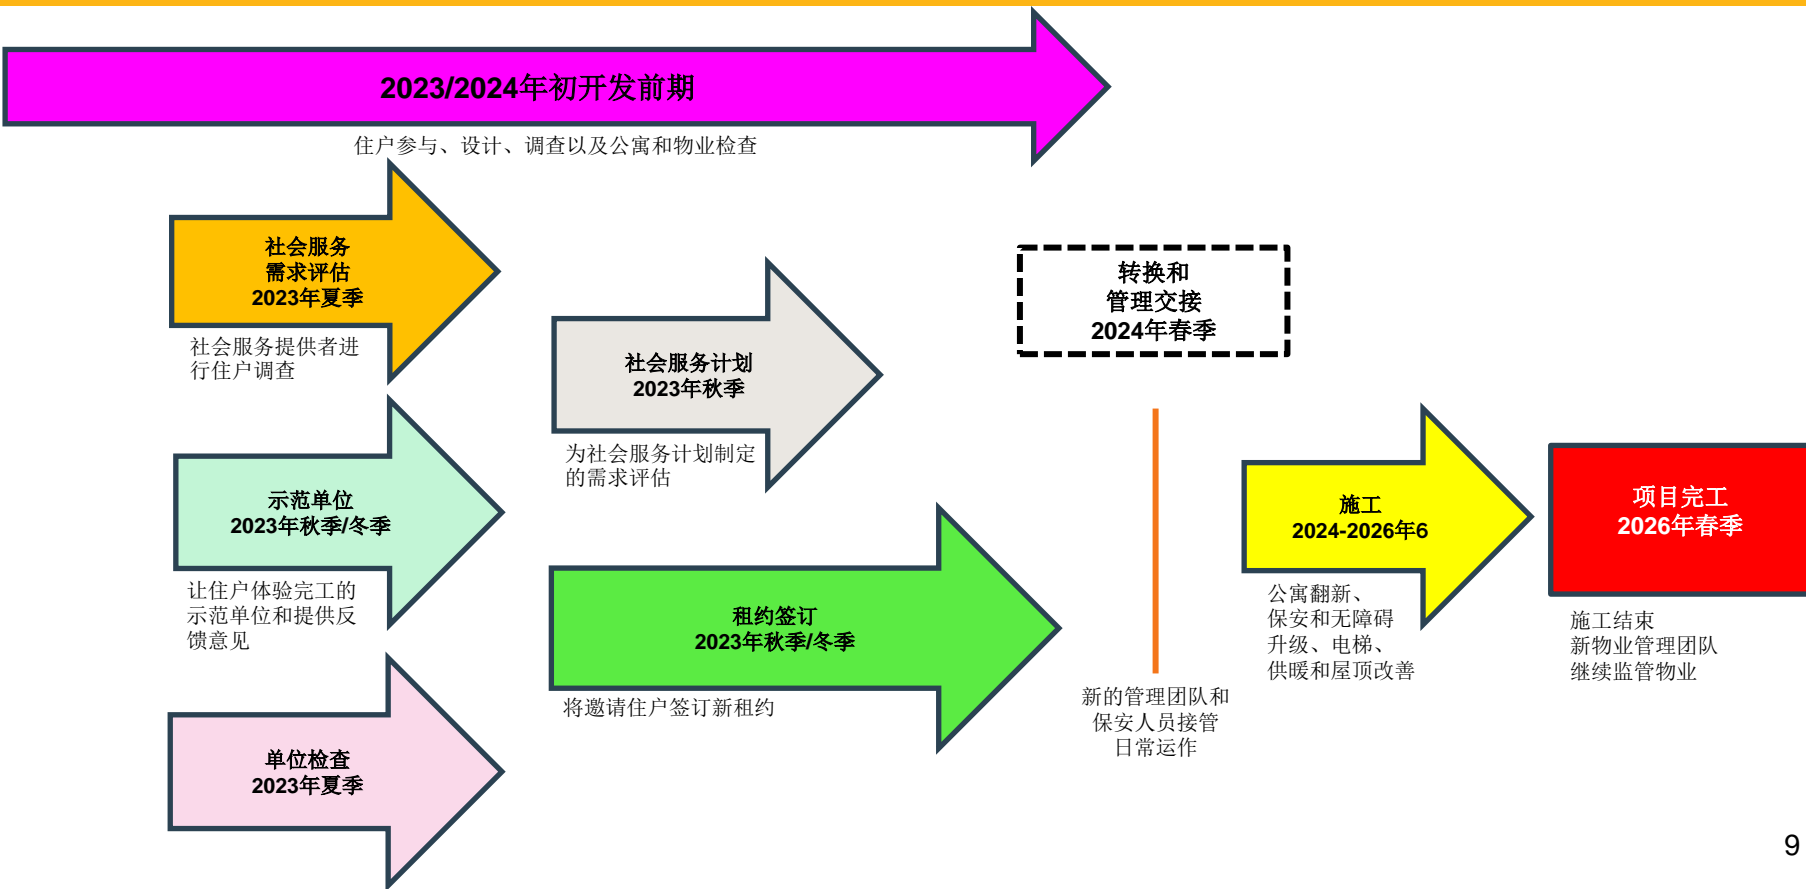 2023/2024年初开发前期
住户参与、设计、调查以及公寓和物业检查
社会服务
需求评估
2023年夏季
社会服务提供者进
行住户调查
示范单位
2023年秋季/冬季
让住户体验完工的
示范单位和提供反
馈意见
单位检查
2023年夏季
社会服务计划
2023年秋季
为社会服务计划制定
的需求评估
租约签订
2023年秋季/冬季
将邀请住户签订新租约
转换和
管理交接
2024年春季
新的管理团队和
保安人员接管
日常运作
施工
2024-2026年6
公寓翻新、
保安和无障碍
升级、电梯、
供暖和屋顶改善
项目完工
2026年春季
施工结束
新物业管理团队
继续监管物业
9